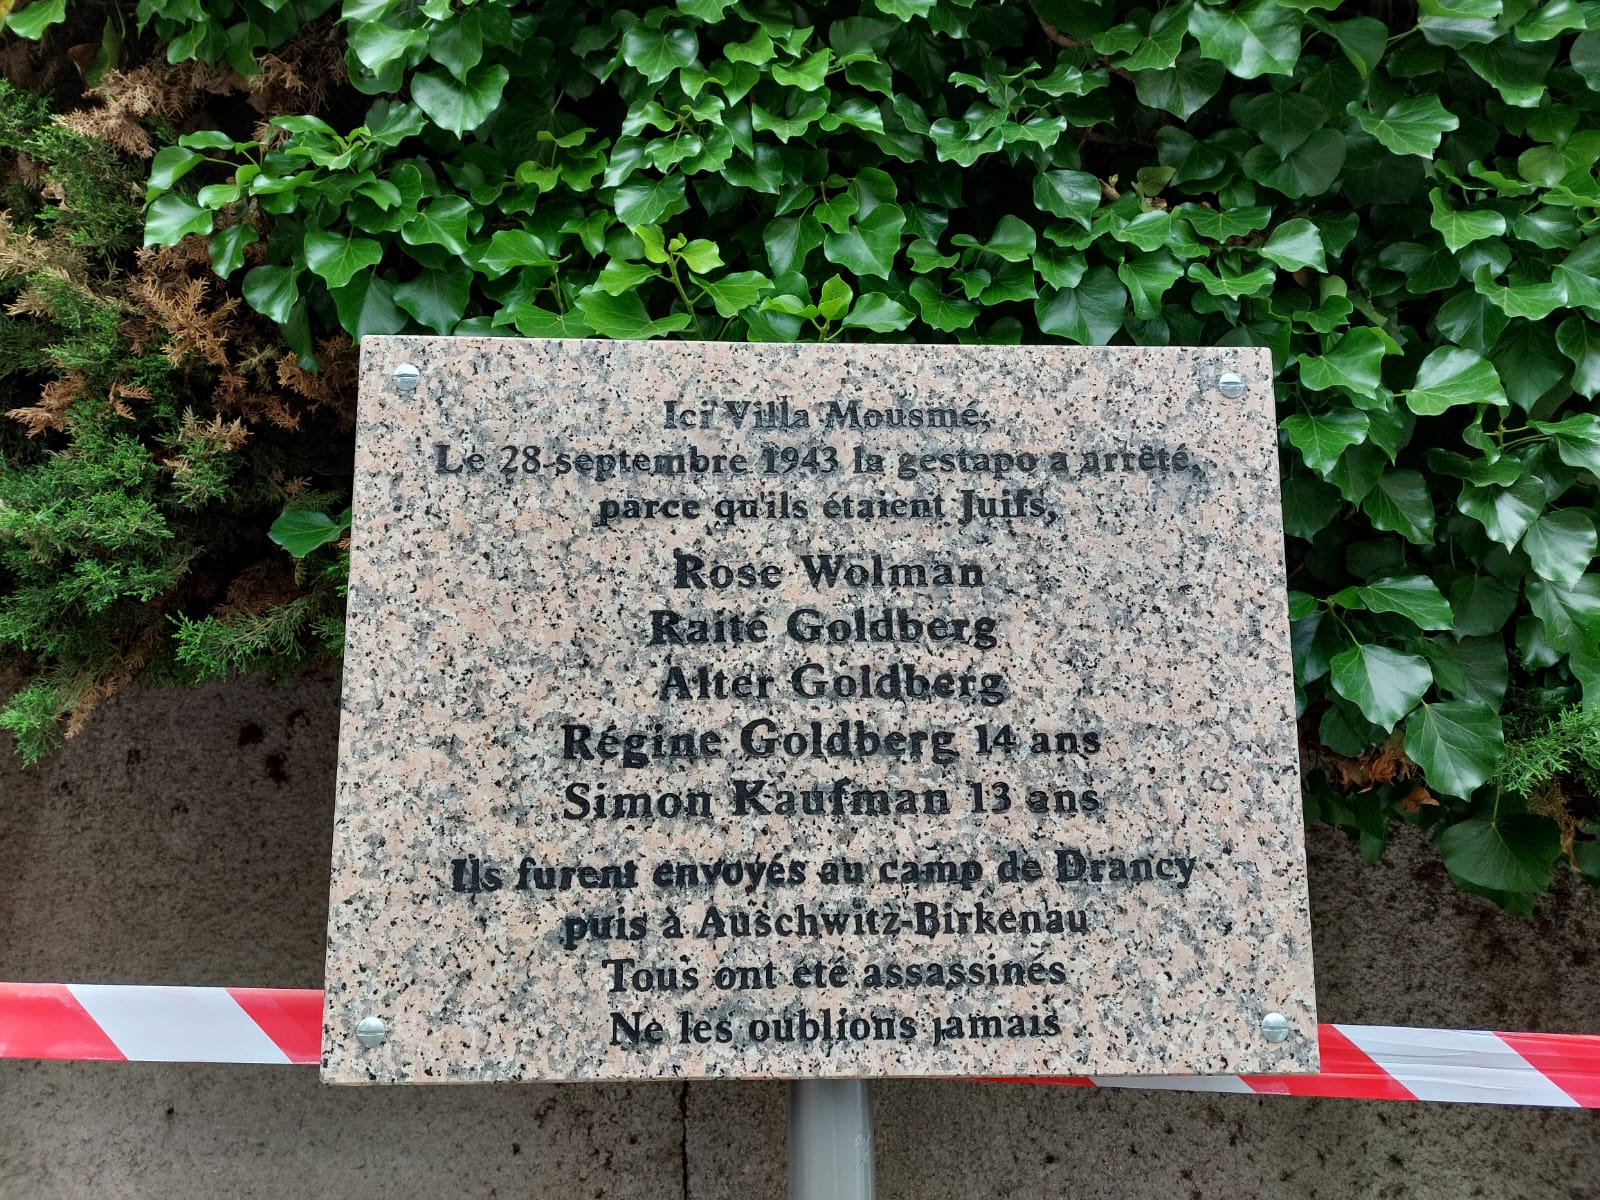 Ici Villa Mousmé,
Le 28 septembre 1943 la gestapo a arrêté,
parce qu'ils étaient Juifs,
Rose Wolman
Raité Goldberg
Alter Goldberg
Régine Goldberg 14 ans
Simon Kaufman 13 ans
Ils furent envoyés au camp de Drancy
puis à Auschwitz-Birkenau
Tous ont été assassinés
Ne les oublions jamais